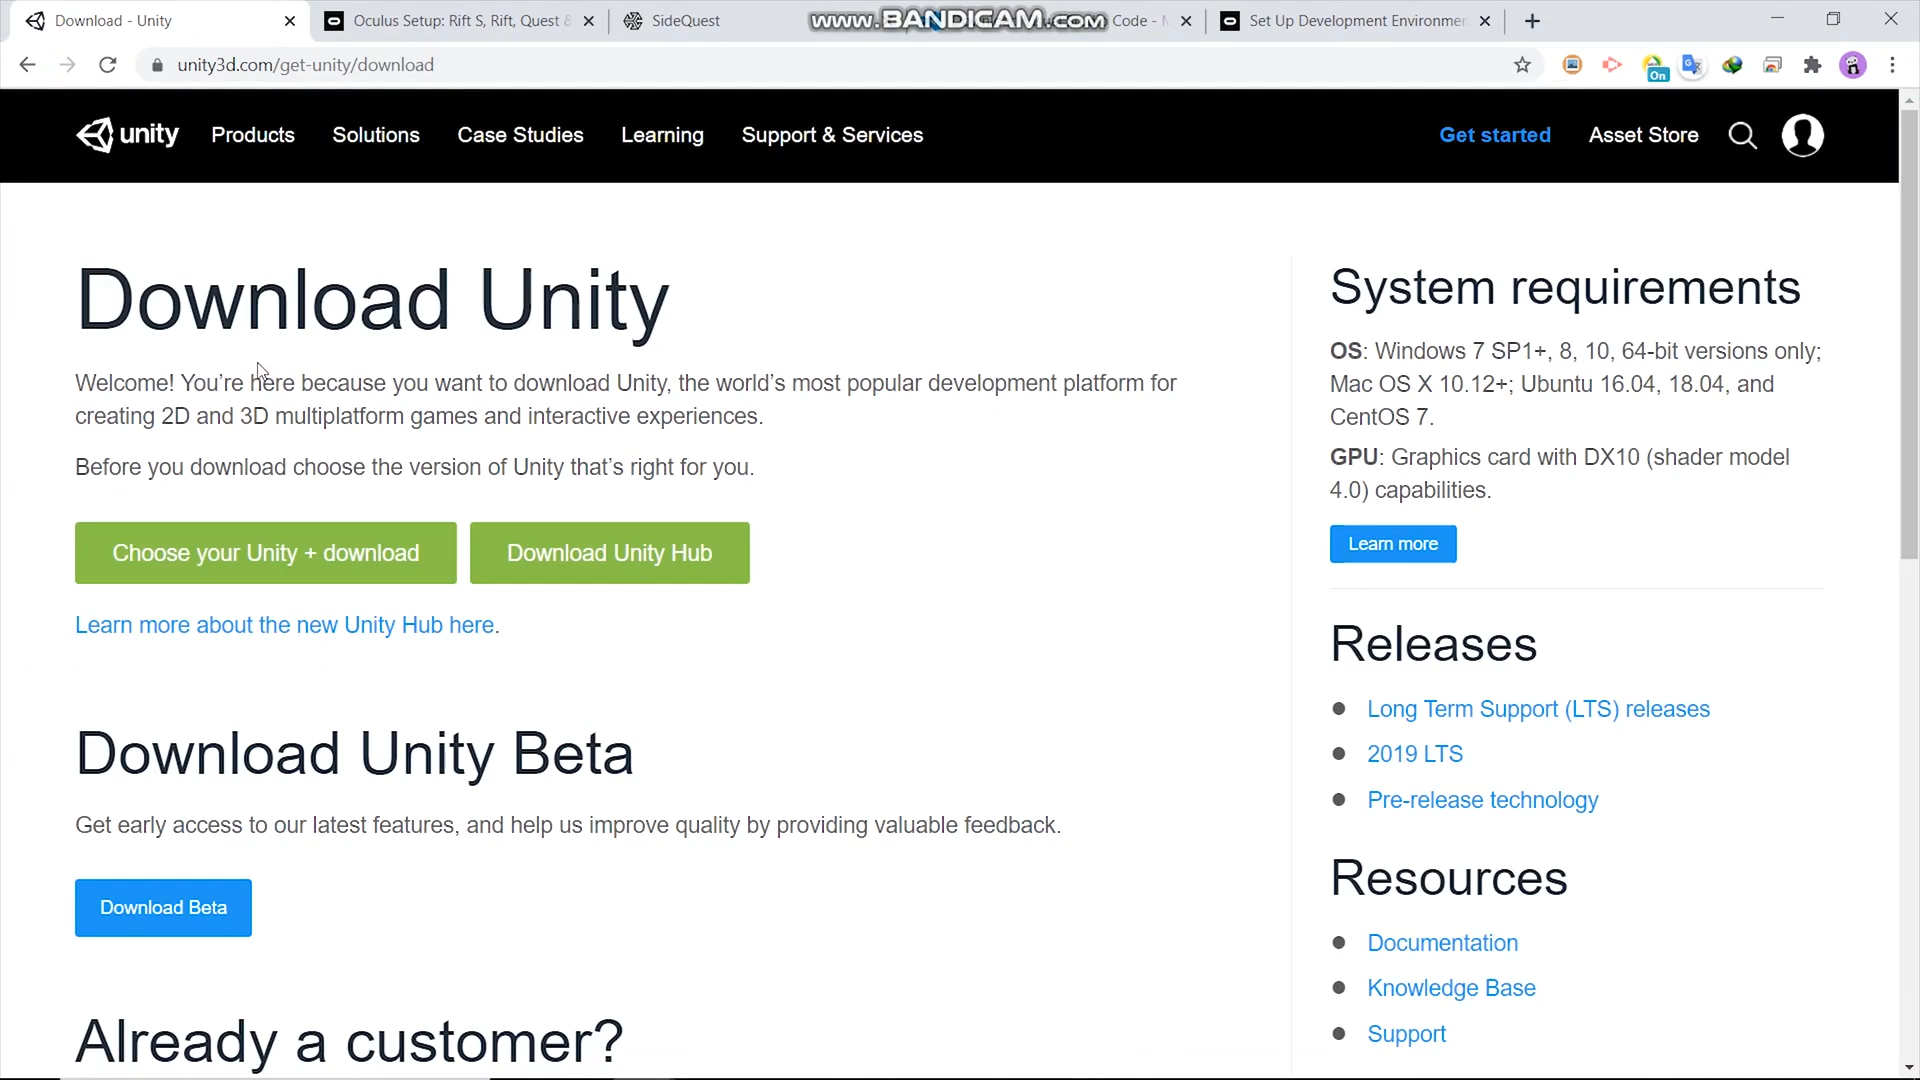 Download - Unity
Oculus Setup: Rift S, Rift, Quest &
SideQuest
www.BANDICAM.com
Code - M
Set Up Development Environmen
unity3d.com/get-unity/download
On
unity
Products
Solutions
Case Studies
Learning
Support & Services
Get started
Asset Store
Download Unity
Welcome! You’re here because you want to download Unity, the world’s most popular development platform for
creating 2D and 3D multiplatform games and interactive experiences.
Before you download choose the version of Unity that’s right for you.
Choose your Unity + download
Download Unity Hub
Learn more about the new Unity Hub here.
Download Unity Beta
Get early access to our latest features, and help us improve quality by providing valuable feedback.
Download Beta
Already a customer?
System requirements
OS: Windows 7 SP1+, 8, 10, 64-bit versions only;
Mac OS X 10.12+; Ubuntu 16.04, 18.04, and
CentOS 7.
GPU: Graphics card with DX10 (shader model
4.0) capabilities.
Learn more
Releases
Long Term Support (LTS) releases
2019 LTS
Pre-release technology
Resources
Documentation
Knowledge Base
Support